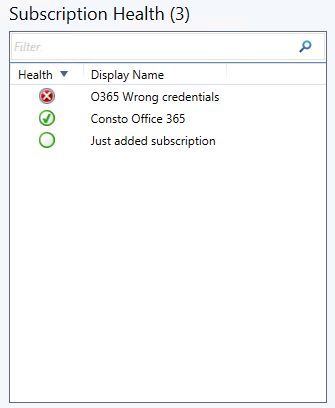 Subscription Health (3)
Filter
Health Display Name
O365 Wrong credentials
Consto Office 365
Just added subscription